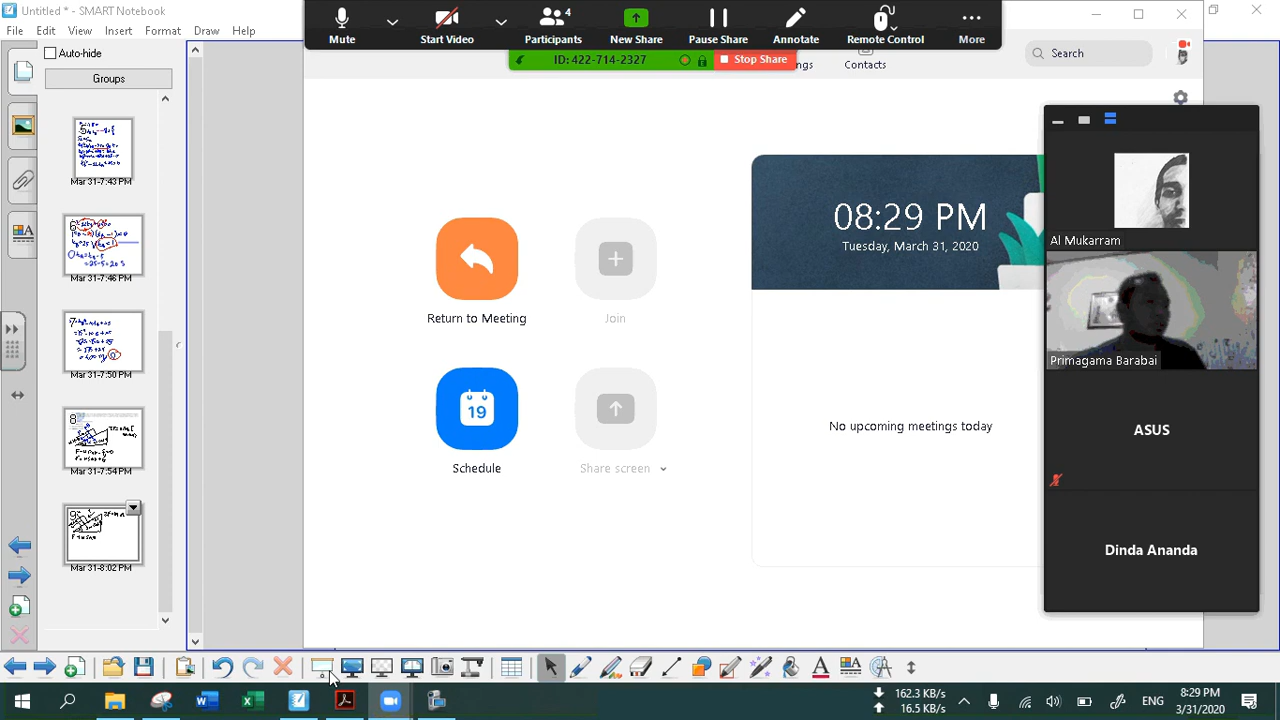 Untitled * - SMART Notebook
File Edit View Insert Format Draw Help
Auto-hide
Groups
Mar 31-7:43 PM
Mar 31-7:46 PM
Mar 31-7:50 PM
Mar 31-7:54 PM
Mar 31-8:02 PM
Mute
Start Video
4
Participants
New Share
Pause Share
Annotate
Remote Control
More
ID: 422-714-2327
Stop Share
ngs
Contacts
Search
Return to Meeting
Join
19
Schedule
Share screen
08:29 PM
Tuesday, March 31, 2020
No upcoming meetings today
Al Mukarram
Primagama Barabai
ASUS
Dinda Ananda
162.3 KB/s
16.5 KB/s
ENG
8:29 PM
3/31/2020